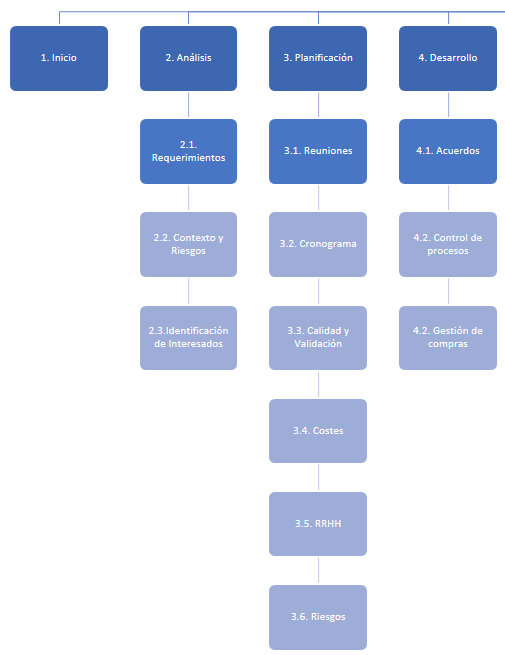 1. Inicio
2. Análisis
3. Planificación
4. Desarrollo
2.1.
Requerimientos
3.1. Reuniones
4.1. Acuerdos
2.2. Contexto y
Riesgos
3.2. Cronograma
4.2. Control de
procesos
2.3.Identificación
de Interesados
3.3. Calidad y
Validación
4.2. Gestión de
compras
3.4. Costes
3.5. RRHH
3.6. Riesgos